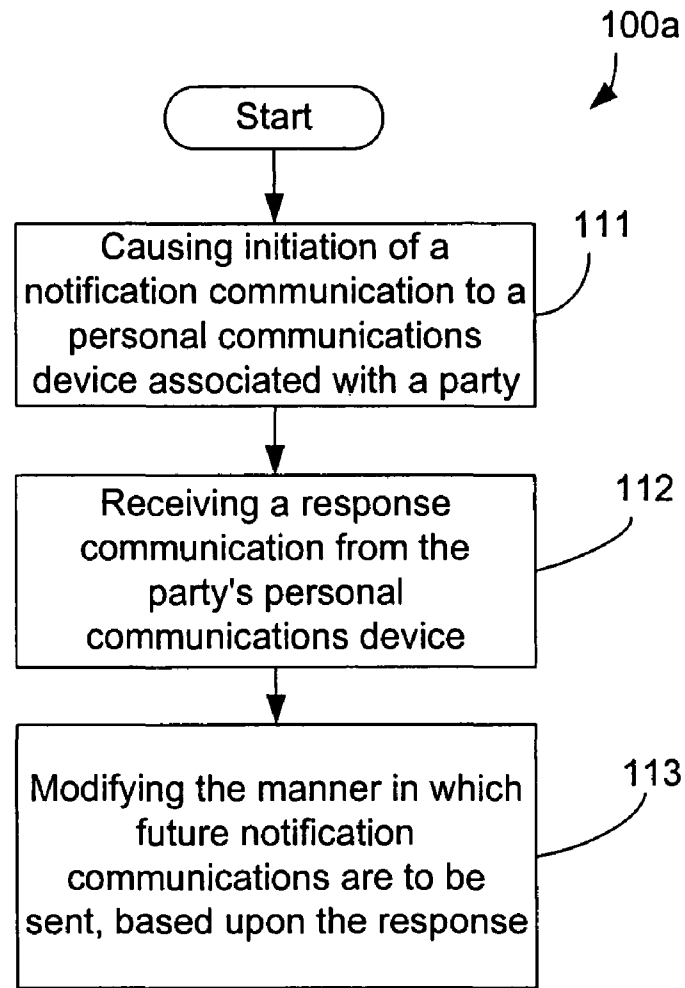 100a
Start
111
Causing initiation of a
notification communication to a
personal communications
device associated with a party
112
Receiving a response
communication from the
party's personal
communications device
113
Modifying the manner in which
future notification
communications are to be
sent, based upon the response